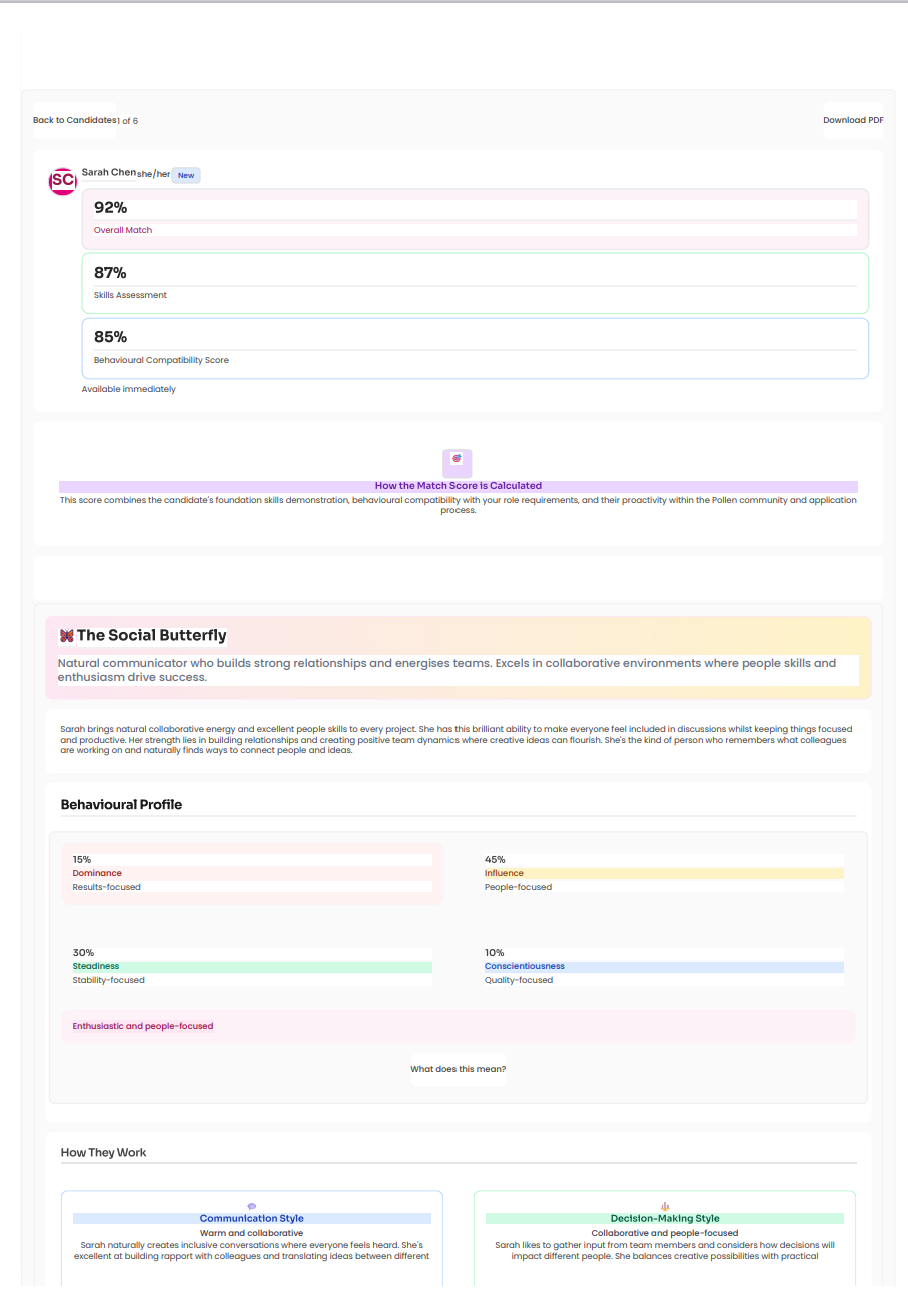 Back to Candidates 1 of 6
Download PDF
SC
Sarah Chen she/her New
92%
Overall Match
87%
Skills Assessment
85%
Behavioural Compatibility Score
Available immediately
How the Match Score is Calculated
This score combines the candidate's foundation skills demonstration, behavioural compatibility with your role requirements, and their proactivity within the Pollen community and application
process.
The Social Butterfly
Natural communicator who builds strong relationships and energises teams. Excels in collaborative environments where people skills and
enthusiasm drive success.
Sarah brings natural collaborative energy and excellent people skills to every project. She has this brilliant ability to make everyone feel included in discussions whilst keeping things focused
and productive. Her strength lies in building relationships and creating positive team dynamics where creative ideas can flourish. She's the kind of person who remembers what colleagues
are working on and naturally finds ways to connect people and ideas.
Behavioural Profile
15%
Dominance
Results-focused
45%
Influence
People-focused
30%
Steadiness
Stability-focused
10%
Conscientiousness
Quality-focused
Enthusiastic and people-focused
What does this mean?
How They Work
Communication Style
Warm and collaborative
Sarah naturally creates inclusive conversations where everyone feels heard. She's
excellent at building rapport with colleagues and translating ideas between different
Decision-Making Style
Collaborative and people-focused
Sarah likes to gather input from team members and considers how decisions will
impact different people. She balances creative possibilities with practical